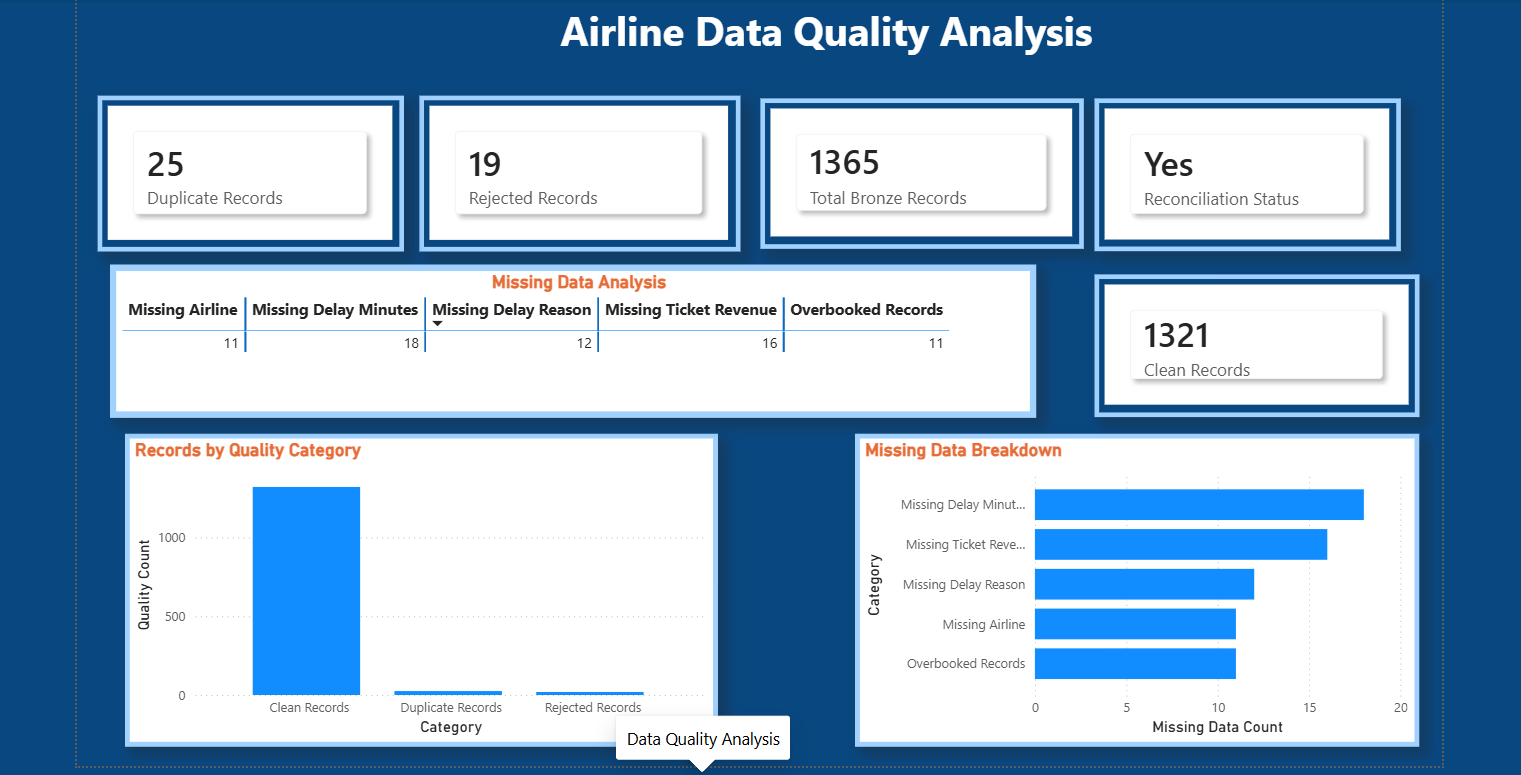 Airline Data Quality Analysis
25
Duplicate Records
19
Rejected Records
1365
Total Bronze Records
Yes
Reconciliation Status
Missing Data Analysis
Missing Airline Missing Delay Minutes Missing Delay Reason Missing Ticket Revenue Overbooked Records
11 18 12 16 11
1321
Clean Records
Records by Quality Category
Quality Count
1000
500
0
Clean Records Duplicate Records Rejected Records
Category
Missing Data Breakdown
Category
Missing Delay Minut...
Missing Ticket Reve...
Missing Delay Reason
Missing Airline
Overbooked Records
0 5 10 15 20
Missing Data Count
Data Quality Analysis